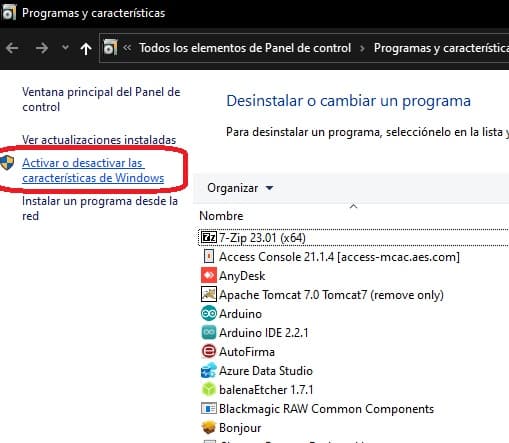 Programas y características
Todos los elementos de Panel de control
Programas y característica
Ventana principal del Panel de
control
Ver actualizaciones instaladas
Activar o desactivar las
características de Windows
Instalar un programa desde la
red
Desinstalar o cambiar un programa
Para desinstalar un programa, selecciónelo en la lista y
Organizar
Nombre
7-Zip 23.01 (x64)
Access Console 21.1.4 [access-mcac.aes.com]
AnyDesk
Apache Tomcat 7.0 Tomcat7 (remove only)
Arduino
Arduino IDE 2.2.1
AutoFirma
Azure Data Studio
balenaEtcher 1.7.1
Blackmagic RAW Common Components
Bonjour